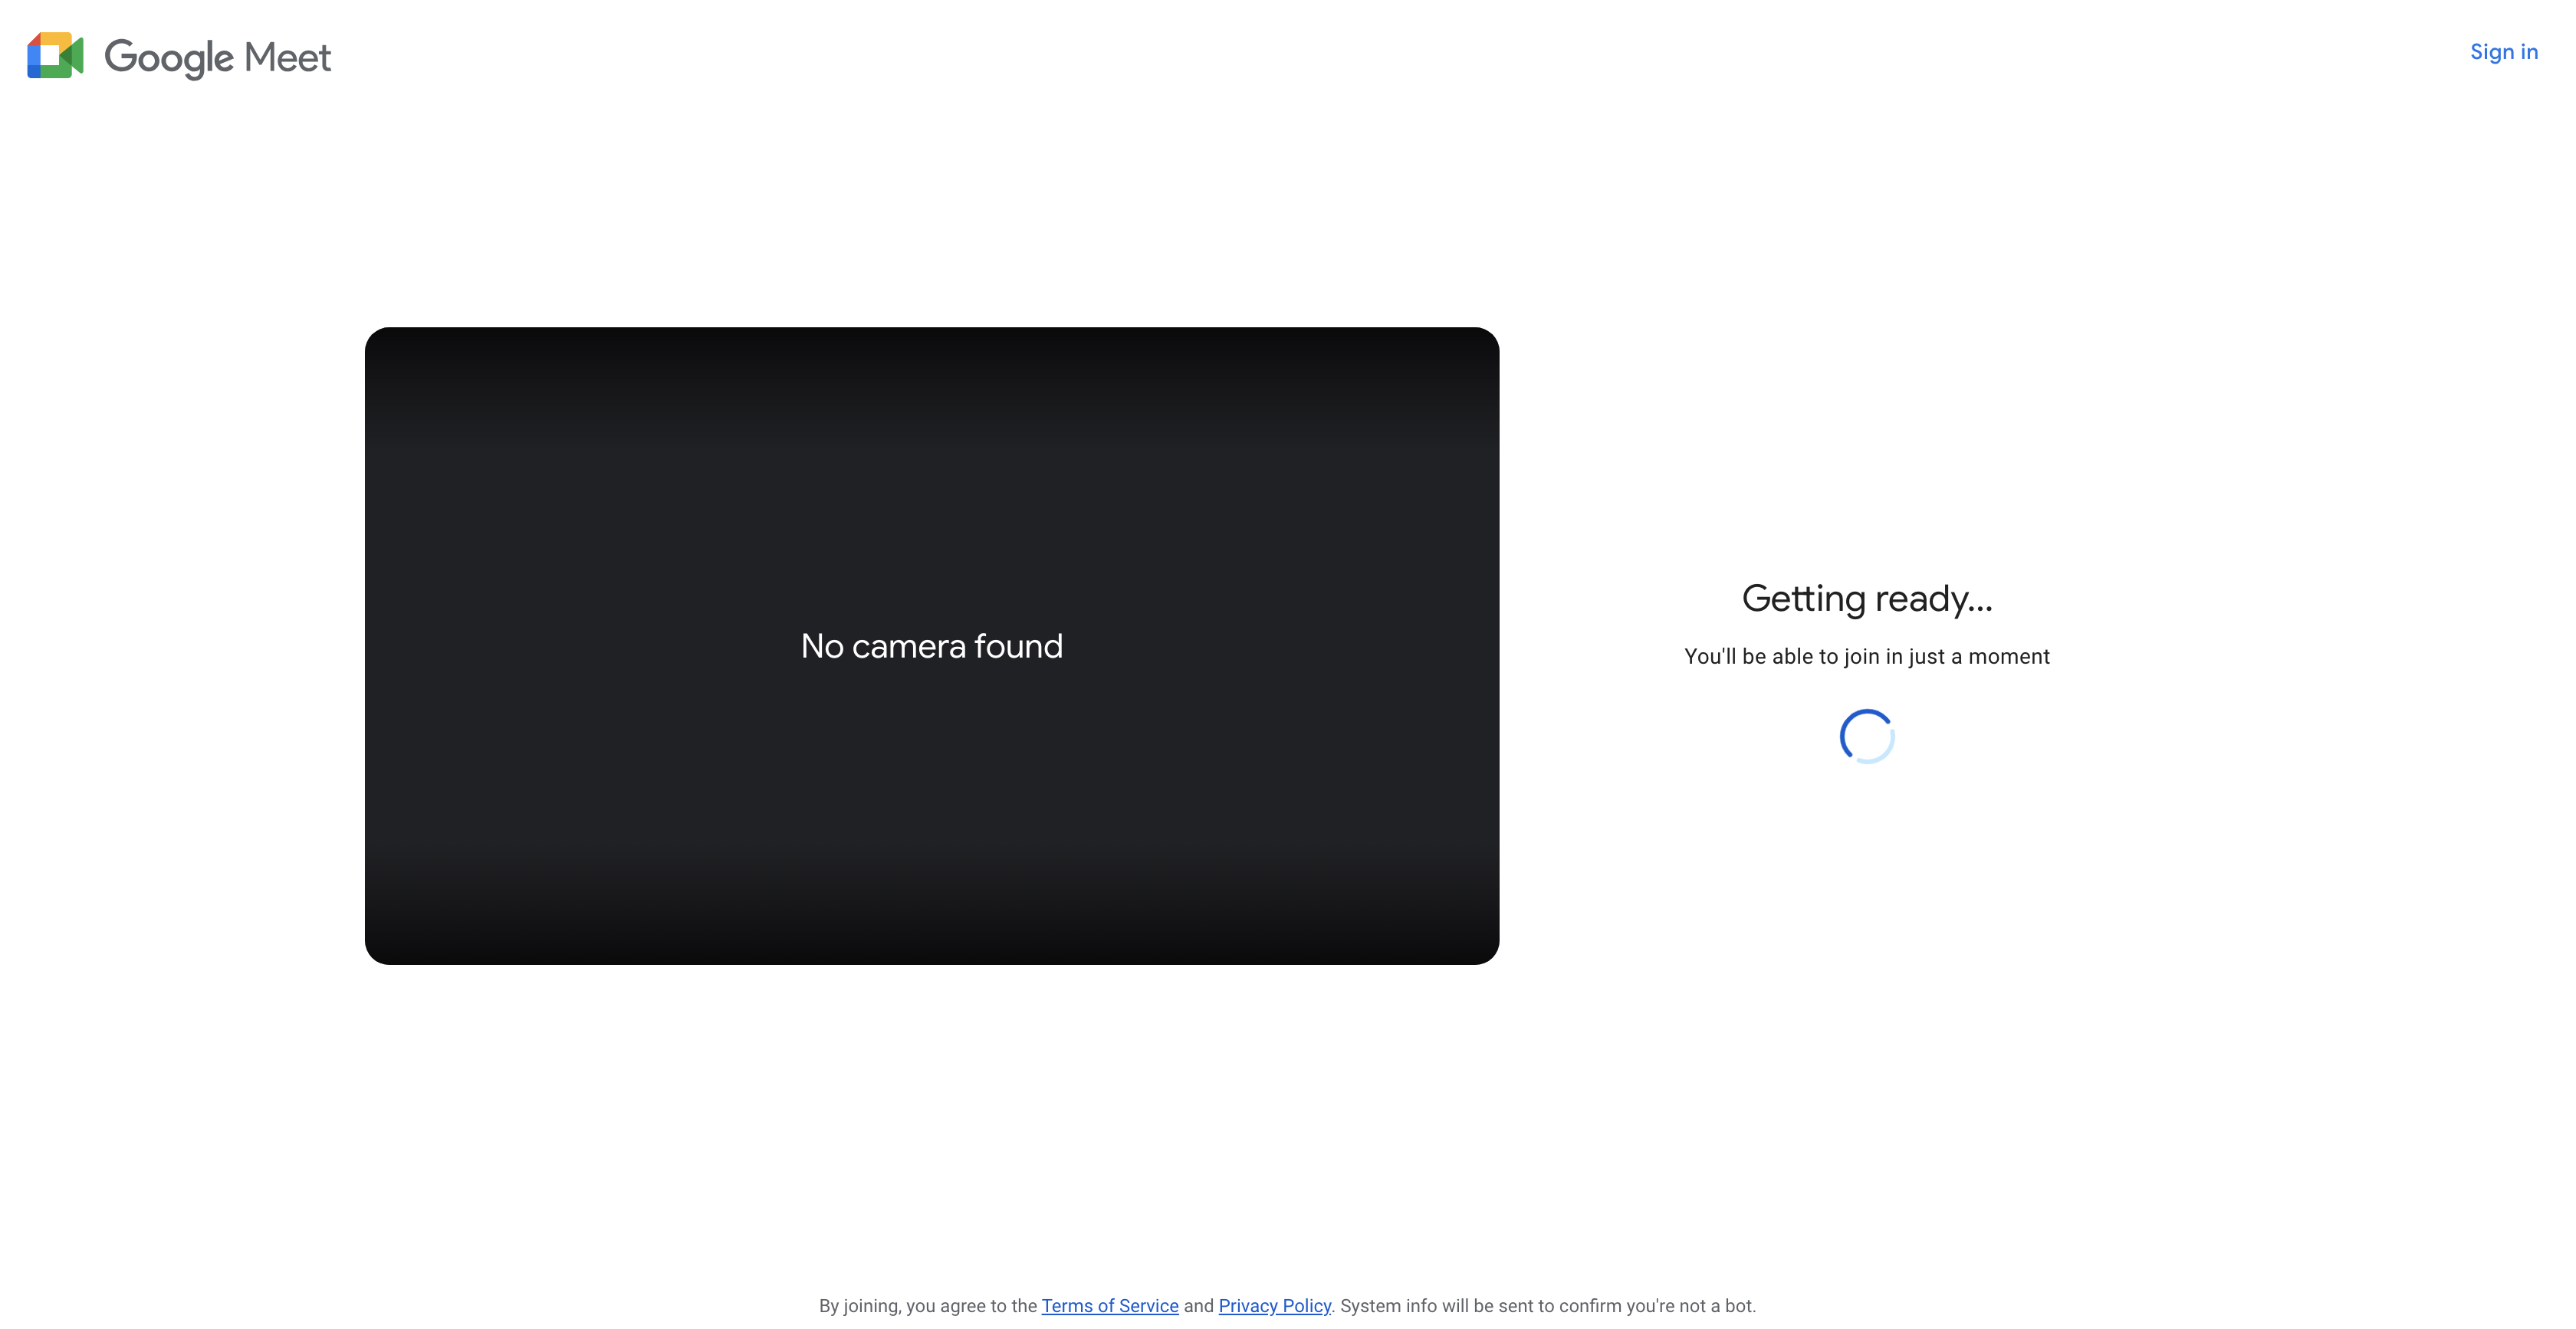 Google Meet
Sign in
No camera found
Getting ready...
You'll be able to join in just a moment
By joining, you agree to the Terms of Service and Privacy Policy. System info will be sent to confirm you're not a bot.